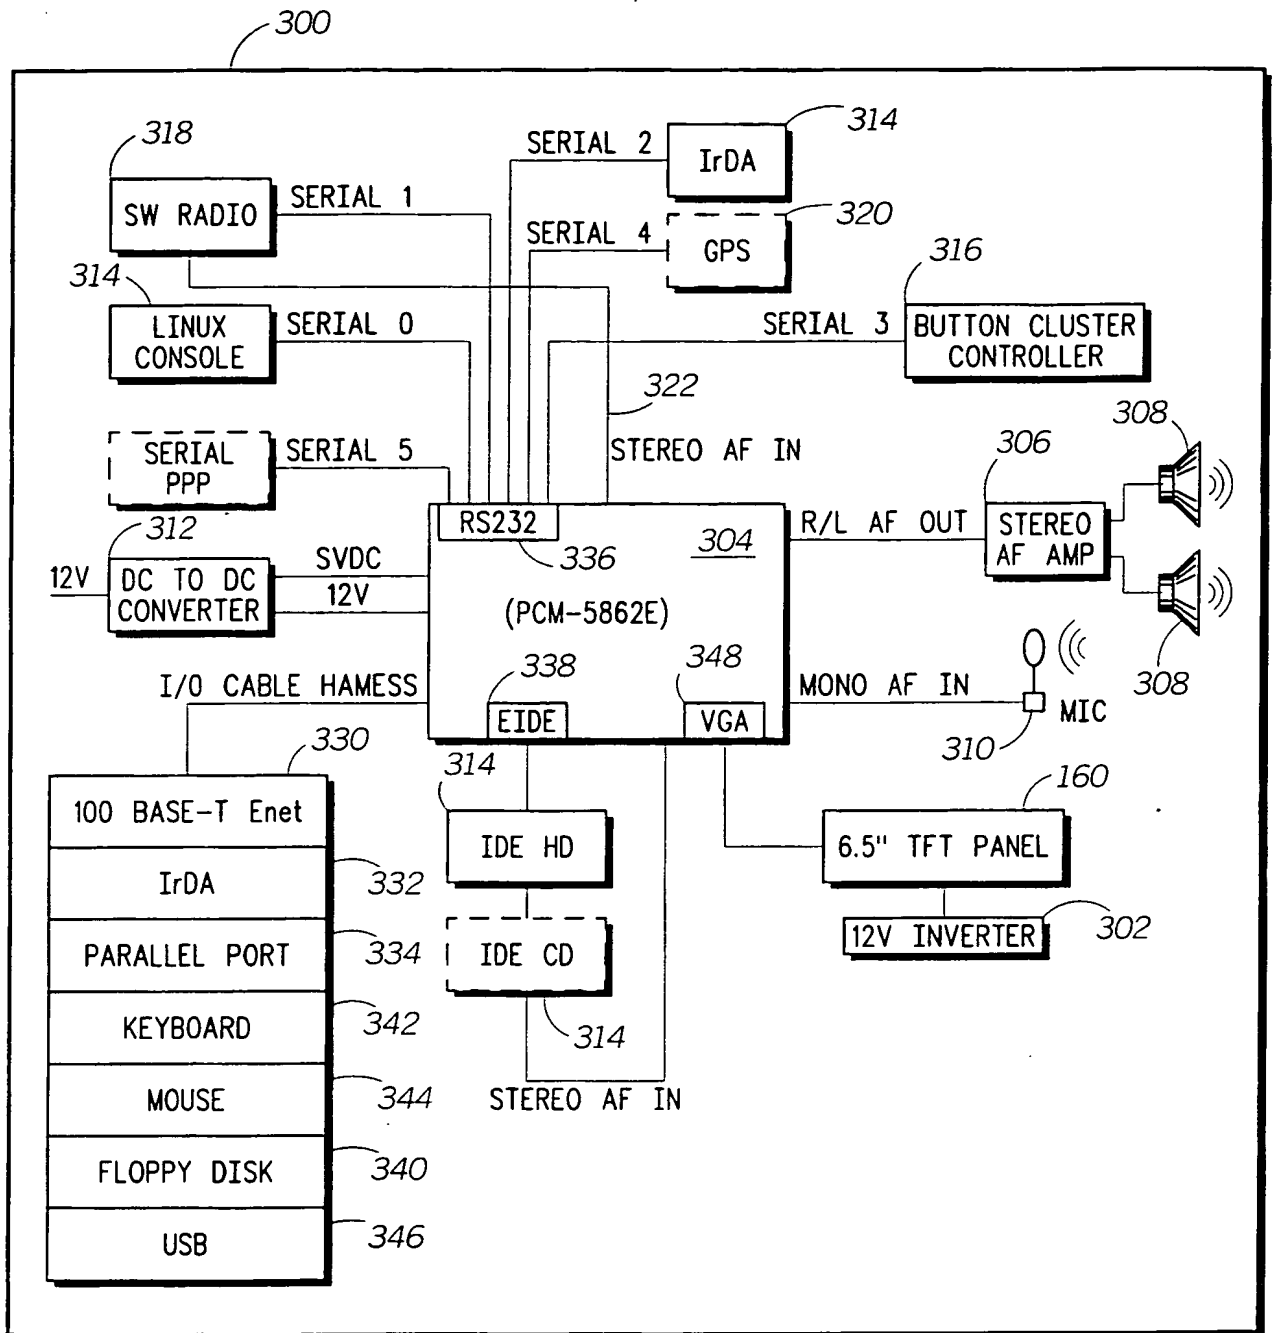 300
318
SW RADIO
SERIAL 1
SERIAL 2
314
IrDA
SERIAL 4
320
GPS
314
LINUX
CONSOLE
SERIAL 0
316
SERIAL 3
BUTTON CLUSTER
CONTROLLER
322
STEREO AF IN
SERIAL
PPP
SERIAL 5
308
306
STEREO
AF AMP
R/L AF OUT
308
RS232
336
304
(PCM-5862E)
312
12V
DC TO DC
CONVERTER
SVDC
12V
I/O CABLE HAMESS
338
EIDE
348
VGA
MONO AF IN
MIC
310
330
100 BASE-T Enet
IrDA
332
PARALLEL PORT
334
KEYBOARD
342
MOUSE
344
FLOPPY DISK
340
USB
346
314
IDE HD
IDE CD
314
STEREO AF IN
160
6.5" TFT PANEL
12V INVERTER
302